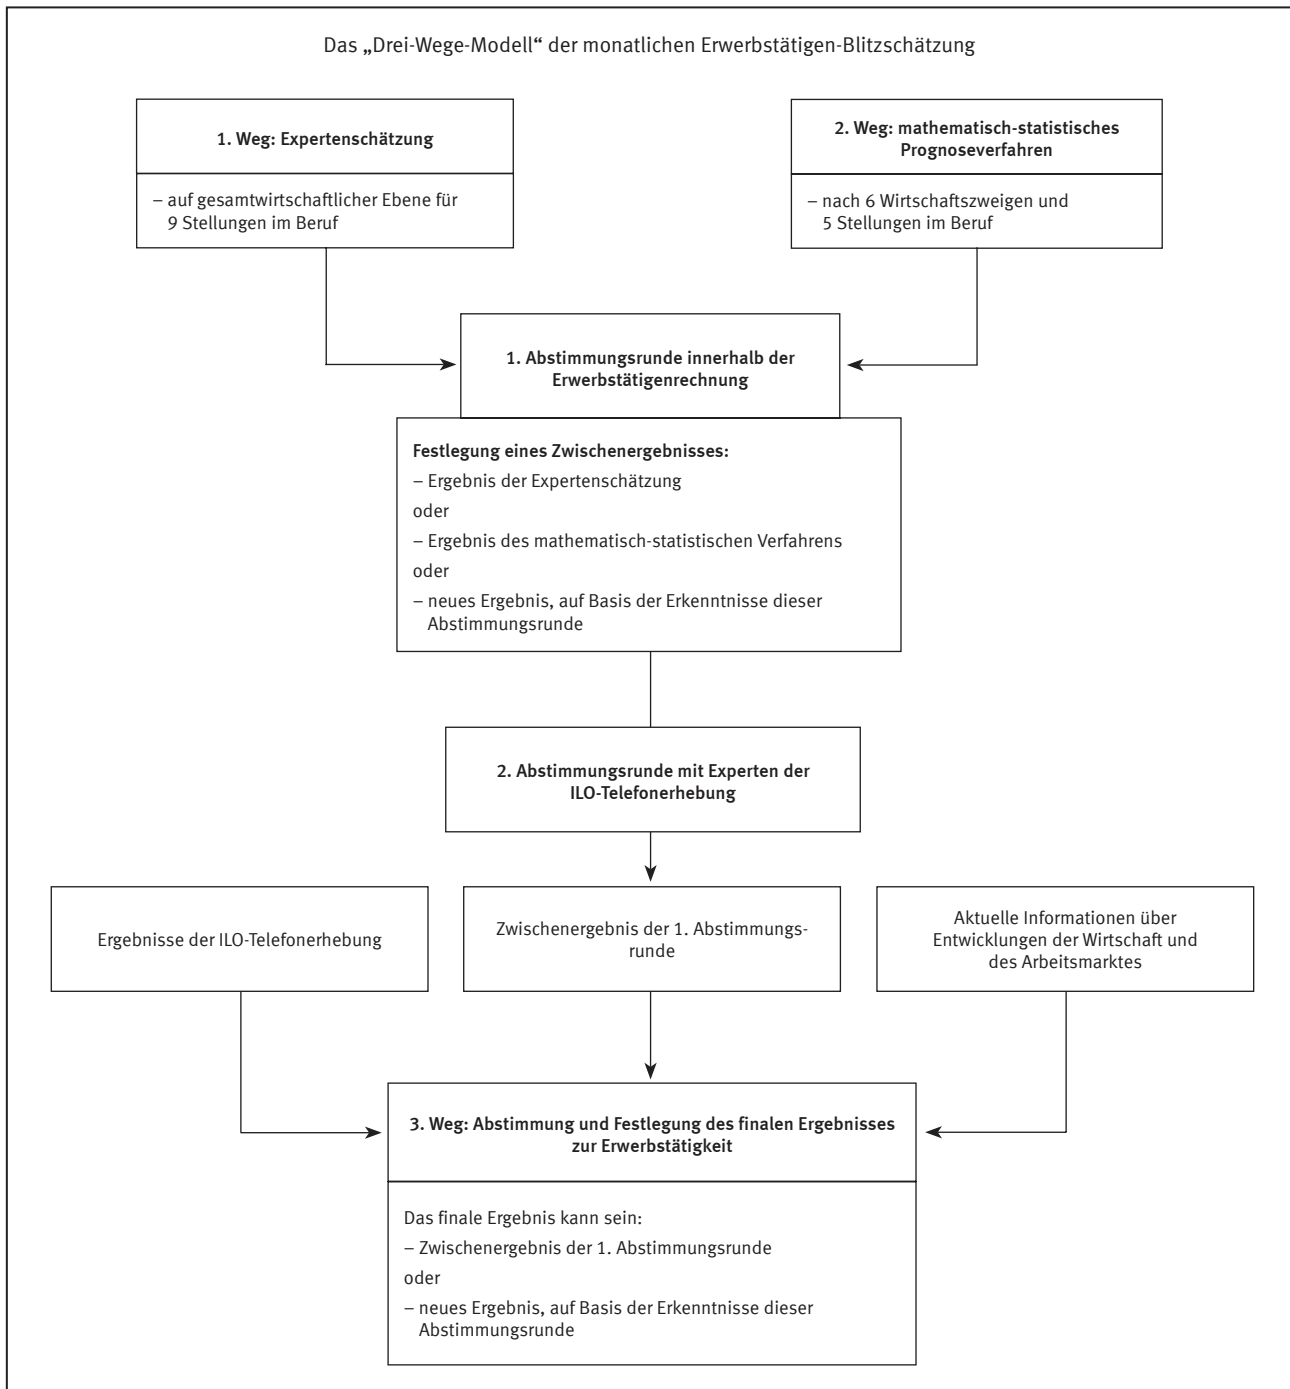 Das „Drei-Wege-Modell“ der monatlichen Erwerbstätigen-Blitzschätzung
1. Weg: Expertenschätzung
– auf gesamtwirtschaftlicher Ebene für
9 Stellungen im Beruf
2. Weg: mathematisch-statistisches
Prognoseverfahren
– nach 6 Wirtschaftszweigen und
5 Stellungen im Beruf
1. Abstimmungsrunde innerhalb der
Erwerbstätigenrechnung
Festlegung eines Zwischenergebnisses:
– Ergebnis der Expertenschätzung
oder
– Ergebnis des mathematisch-statistischen Verfahrens
oder
– neues Ergebnis, auf Basis der Erkenntnisse dieser
Abstimmungsrunde
2. Abstimmungsrunde mit Experten der
ILO-Telefonerhebung
Ergebnisse der ILO-Telefonerhebung
Zwischenergebnis der 1. Abstimmungs-
runde
Aktuelle Informationen über
Entwicklungen der Wirtschaft und
des Arbeitsmarktes
3. Weg: Abstimmung und Festlegung des finalen Ergebnisses
zur Erwerbstätigkeit
Das finale Ergebnis kann sein:
– Zwischenergebnis der 1. Abstimmungsrunde
oder
– neues Ergebnis, auf Basis der Erkenntnisse dieser
Abstimmungsrunde